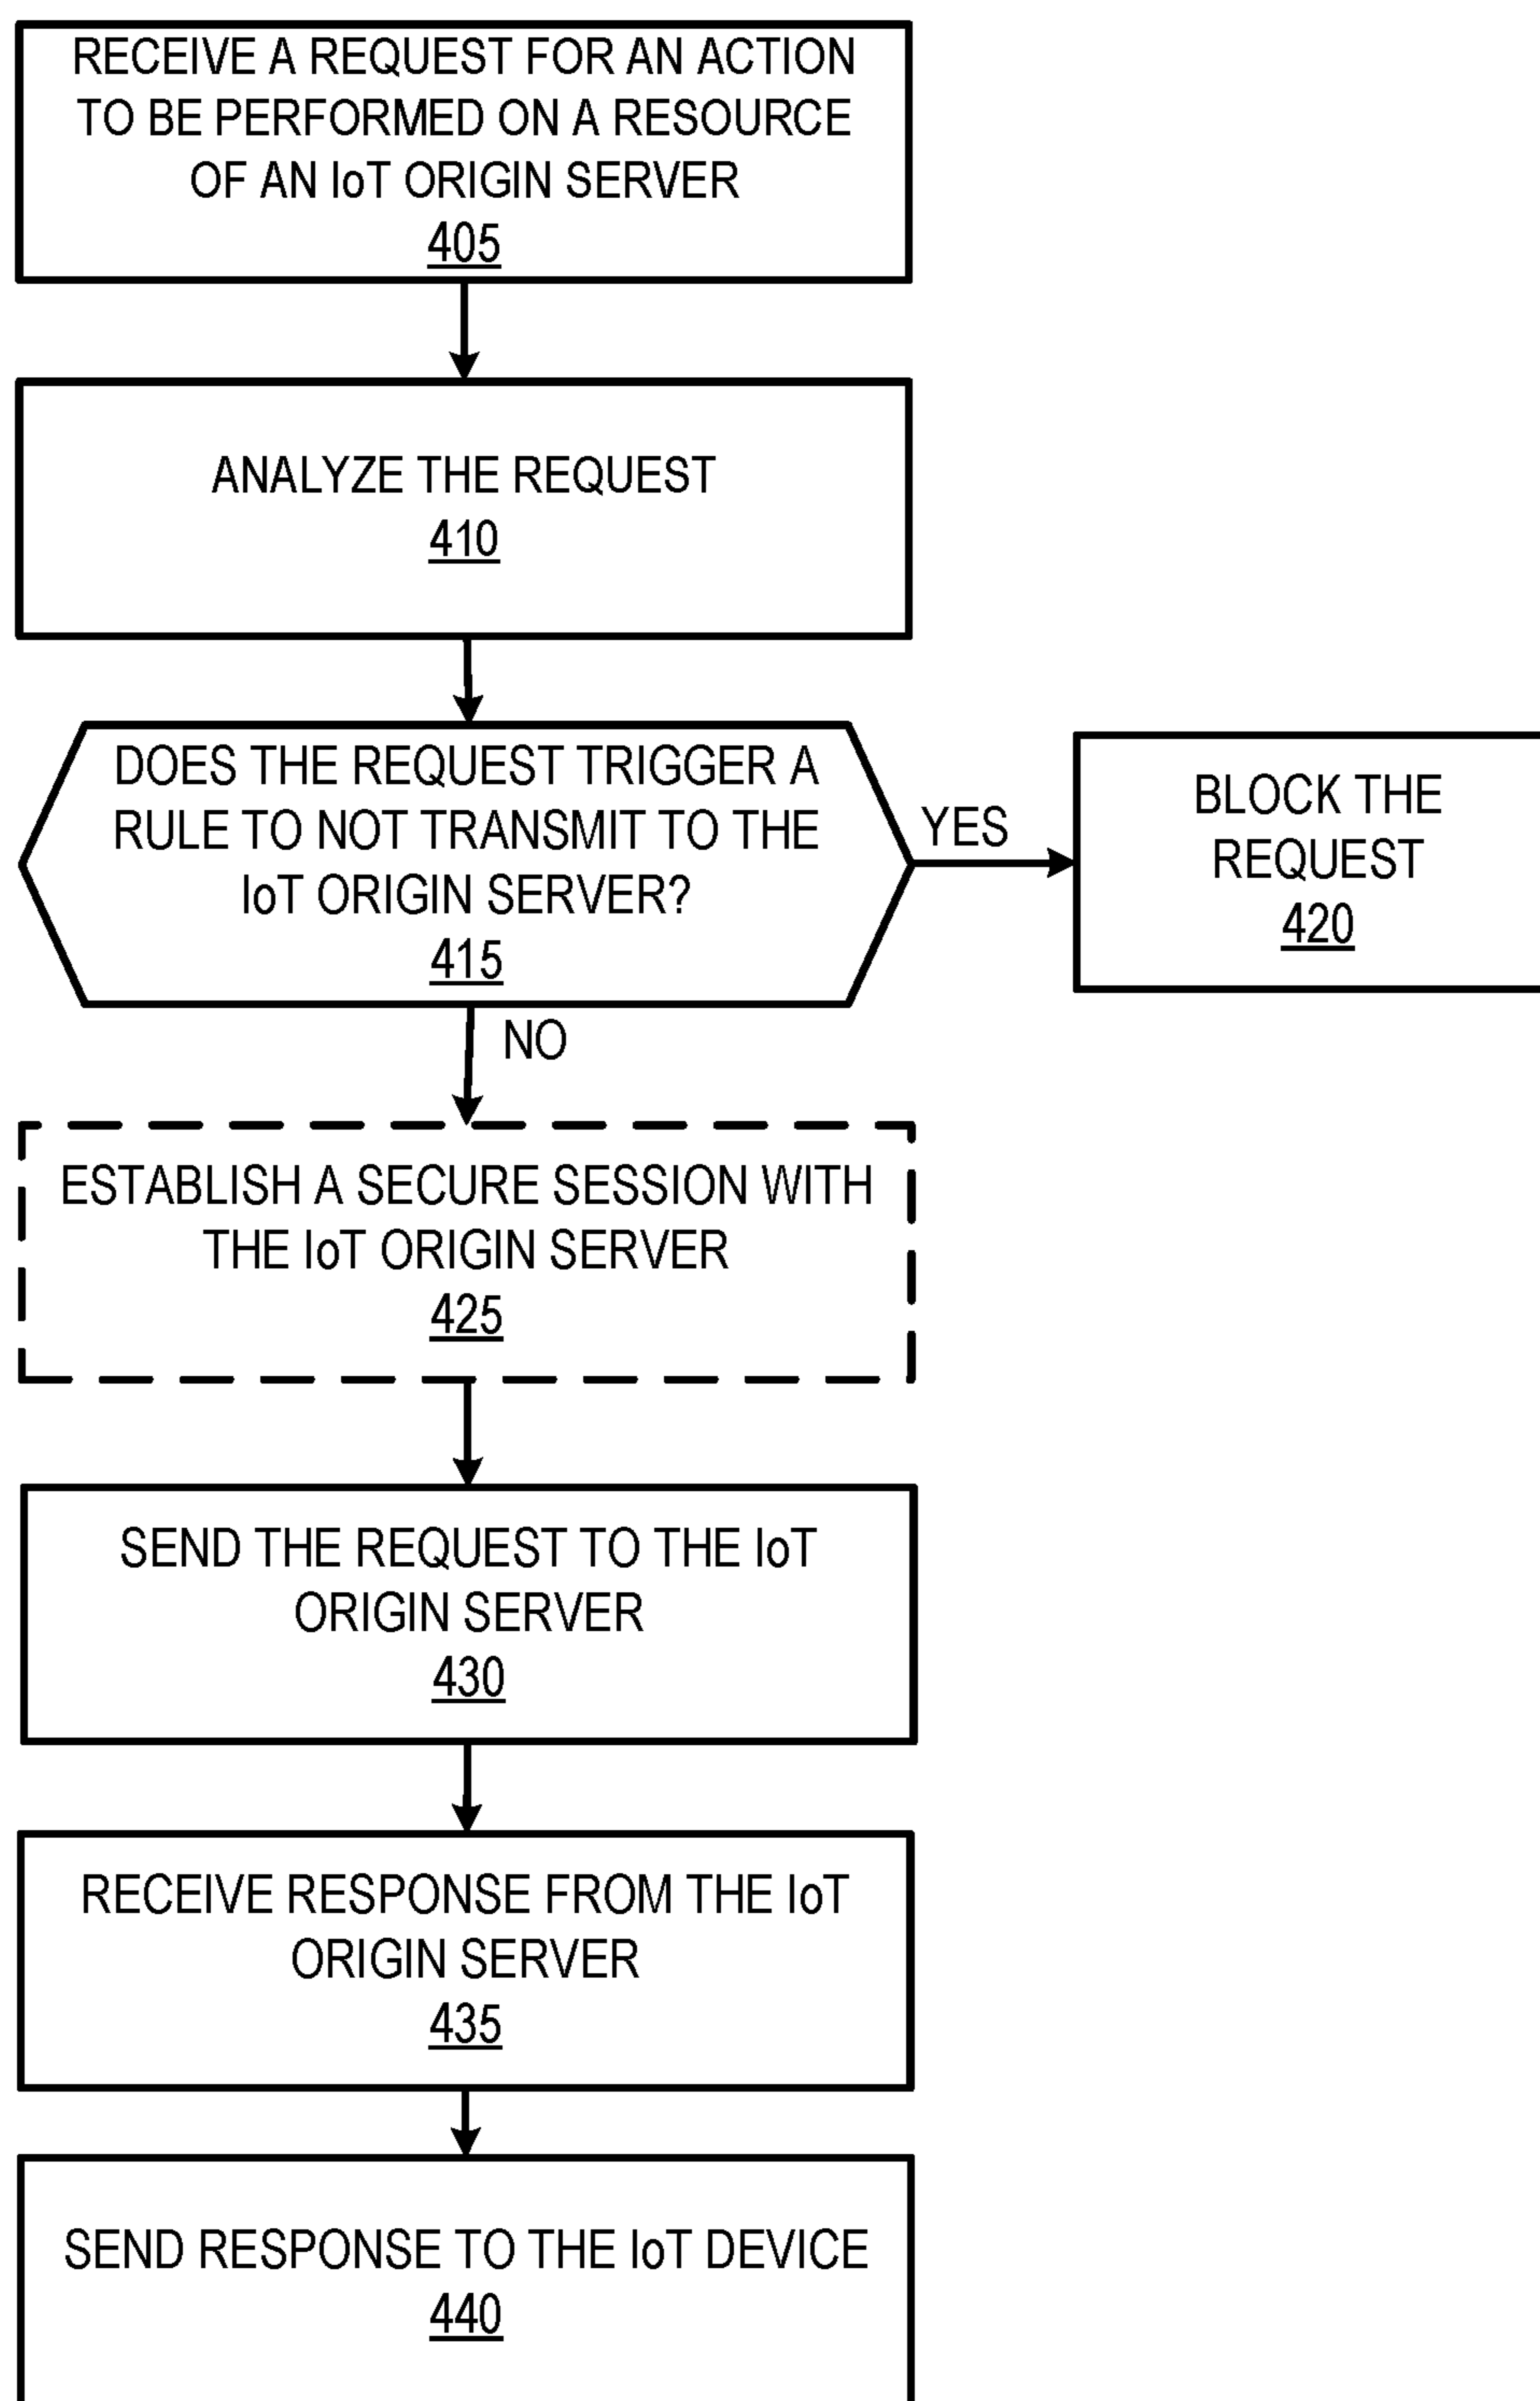 RECEIVE A REQUEST FOR AN ACTION
TO BE PERFORMED ON A RESOURCE
OF AN IoT ORIGIN SERVER
405
ANALYZE THE REQUEST
410
DOES THE REQUEST TRIGGER A
RULE TO NOT TRANSMIT TO THE
IoT ORIGIN SERVER?
415
YES
BLOCK THE
REQUEST
420
NO
ESTABLISH A SECURE SESSION WITH
THE IoT ORIGIN SERVER
425
SEND THE REQUEST TO THE IoT
ORIGIN SERVER
430
RECEIVE RESPONSE FROM THE IoT
ORIGIN SERVER
435
SEND RESPONSE TO THE IoT DEVICE
440